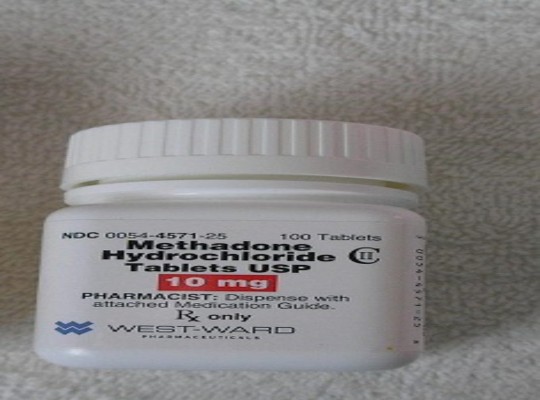 NDC 0054-4571-25 100 Tablets
Methadone
Hydrochloride CII
Tablets USP
10 mg
PHARMACIST: Dispense with
attached Medication Guide.
Rx only
WEST-WARD
PHARMACEUTICALS